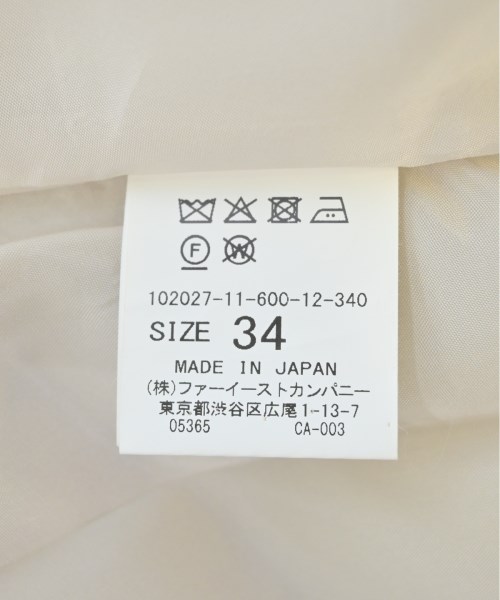 F W
102027-11-600-12-340
SIZE 34
MADE IN JAPAN
(株)ファーイーストカンパニー
東京都渋谷区広尾1-13-7
05365 CA-003